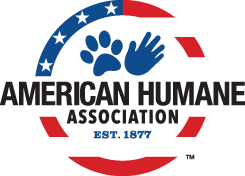 AMERICAN HUMANE
ASSOCIATION
EST. 1877
™